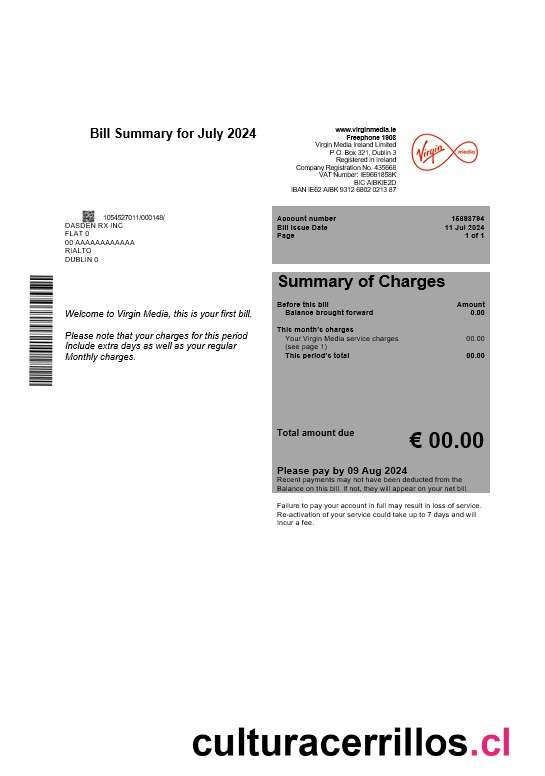 Bill Summary for July 2024
www.virginmedia.ie
Freephone 1908
Virgin Media Ireland Limited
P.O. Box 321, Dublin 3
Registered in Ireland
Company Registration No. 435668
VAT Number: IE9661858K
BIC AIBKIE2D
IBAN IE62 AIBK 9312 6802 0213 87
Virgin media
1054527011/000148/
DASDEN RX INC
FLAT 0
00 AAAAAAAAAAAA
RIALTO
DUBLIN 0
Account number 15893794
Bill Issue Date 11 Jul 2024
Page 1 of 1
Summary of Charges
Before this bill Amount
Balance brought forward 0.00
This month's charges
Your Virgin Media service charges 00.00
(see page 1)
This period's total 00.00
Welcome to Virgin Media, this is your first bill.
Please note that your charges for this period
Include extra days as well as your regular
Monthly charges.
Total amount due € 00.00
Please pay by 09 Aug 2024
Recent payments may not have been deducted from the
Balance on this bill. If not, they will appear on your net bill.
Failure to pay your account in full may result in loss of service.
Re-activation of your service could take up to 7 days and will
incur a fee.
culturacerrillos.cl